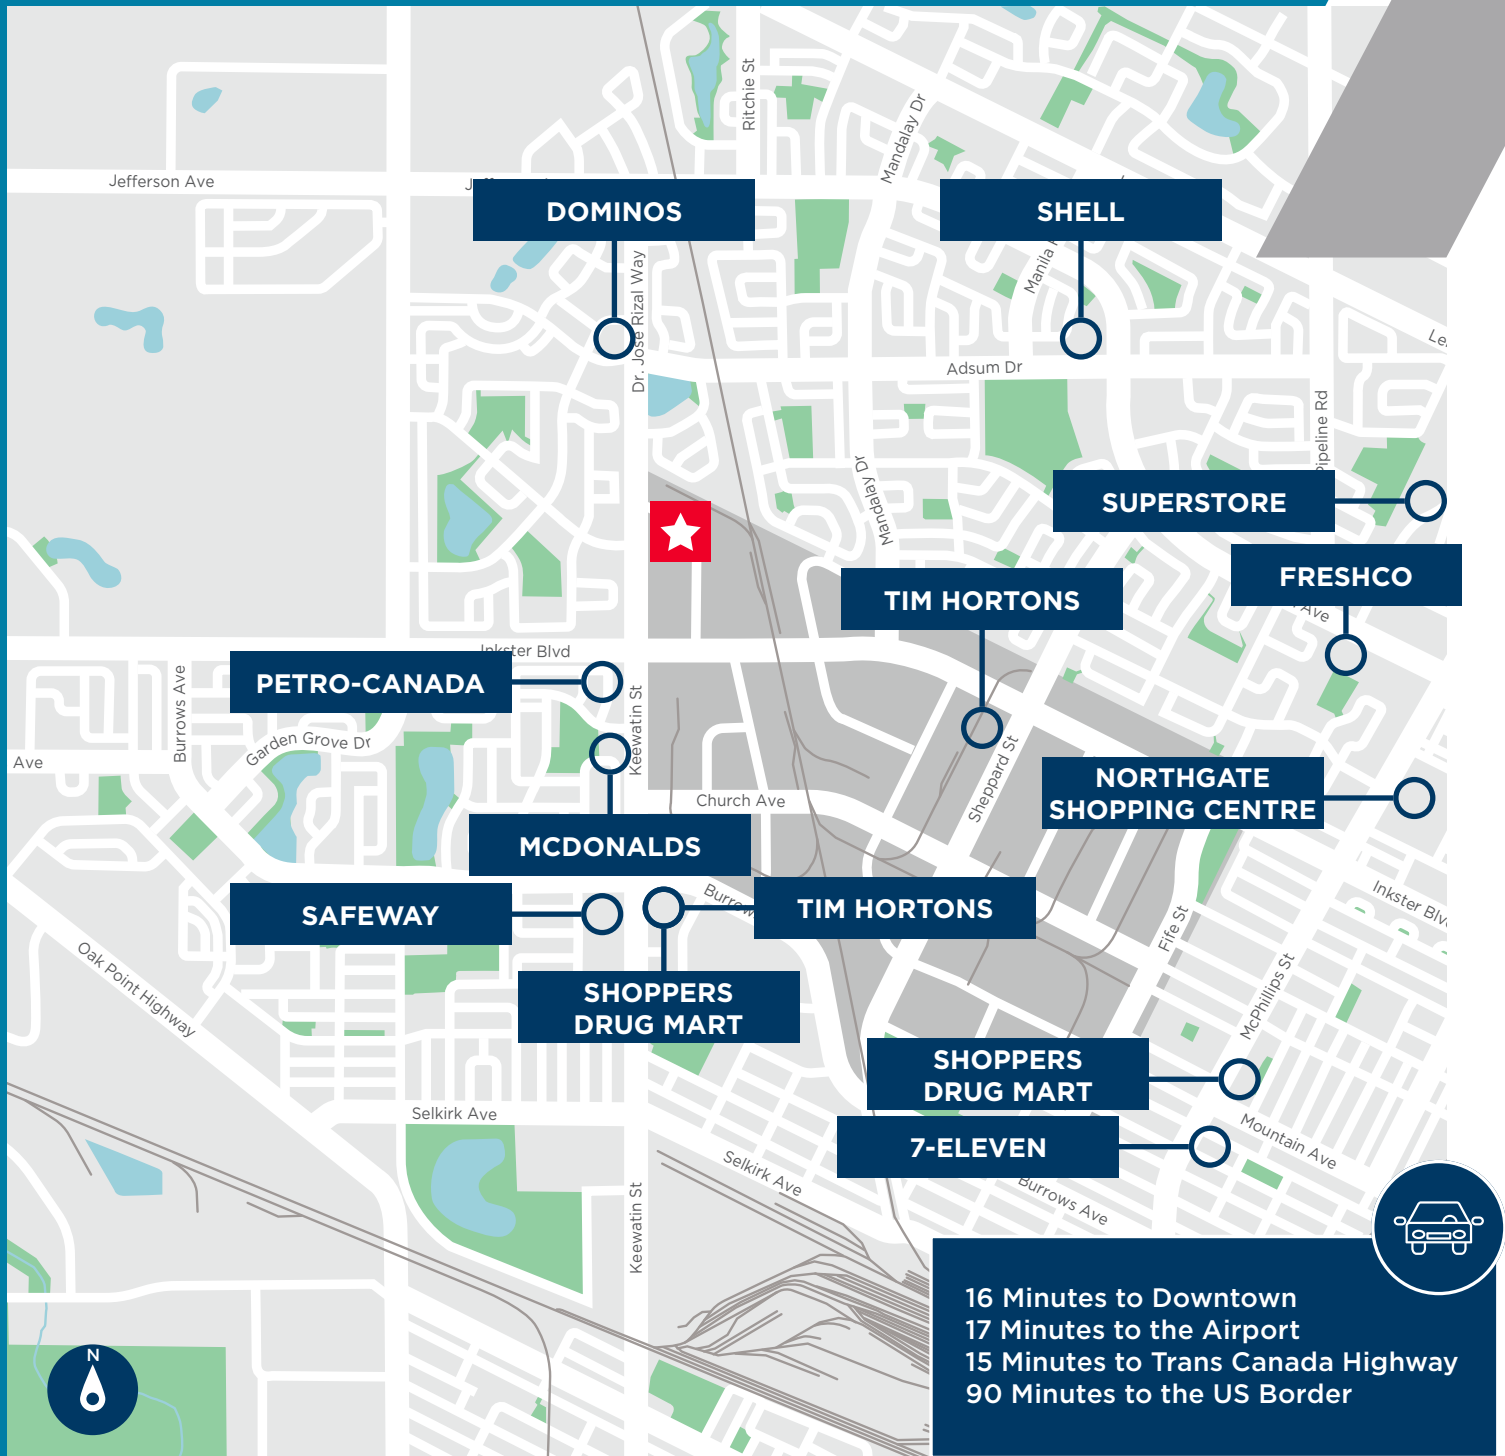 Ritchie St
Mandalay Dr
Jefferson Ave
DOMINOS
SHELL
Manila
Dr. Jose Rizal Way
Adsum Dr
Pipeline Rd
Mandalay Dr
SUPERSTORE
FRESHCO
TIM HORTONS
Ave
Inkster Blvd
PETRO-CANADA
Burrows Ave
Garden Grove Dr
Keewatin St
Ave
Sheppard St
NORTHGATE
SHOPPING CENTRE
Church Ave
MCDONALDS
SAFEWAY
TIM HORTONS
Inkster Blvd
Fife St
Oak Point Highway
SHOPPERS
DRUG MART
McPhillips St
SHOPPERS
DRUG MART
Selkirk Ave
Mountain Ave
7-ELEVEN
Selkirk Ave
Burrows Ave
Keewatin St
16 Minutes to Downtown
17 Minutes to the Airport
15 Minutes to Trans Canada Highway
90 Minutes to the US Border
N